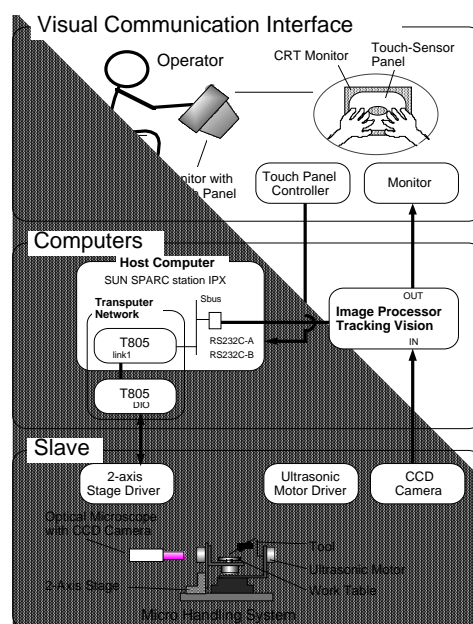 Visual Communication Interface
Operator
CRT Monitor
Touch-Sensor
Panel
with
Panel
Touch Panel
Controller
Monitor
Computers
Host Computer
SUN SPARC station IPX
Transputer
Network
Sbus
T805
link1
RS232C-A
RS232C-B
OUT
Image Processor
Tracking Vision
IN
T805
DIO
Slave
2-axis
Stage Driver
Ultrasonic
Motor Driver
CCD
Camera
Optical Microscope
with CCD Camera
Tool
Ultrasonic Motor
2-Axis Stage
Work Table
Micro Handling System